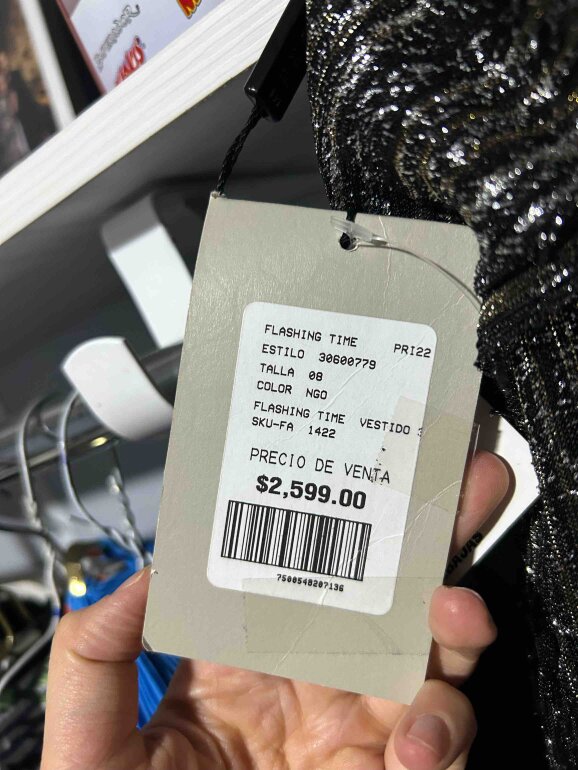 FLASHING TIME PRI22
ESTILO 30600779
TALLA 08
COLOR NGO
FLASHING TIME VESTIDO
SKU-FA 1422
PRECIO DE VENTA
$2,599.00
7500548207136